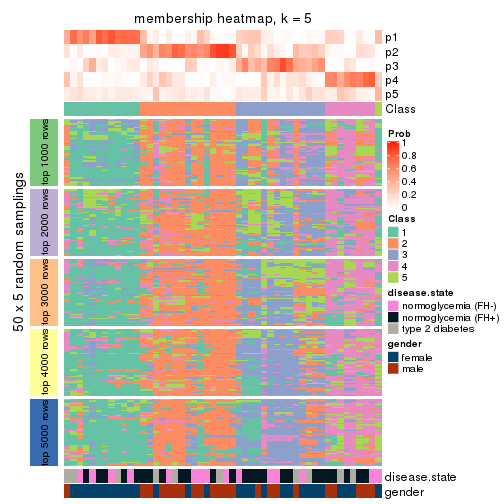 membership heatmap, k = 5
p1
p2
p3
p4
p5
Class
50 x 5 random samplings
top 1000 rows
top 2000 rows
top 3000 rows
top 4000 rows
top 5000 rows
disease.state
gender
Prob
1
0.8
0.6
0.4
0.2
0
Class
1
2
3
4
5
disease.state
normoglycemia (FH-)
normoglycemia (FH+)
type 2 diabetes
gender
female
male